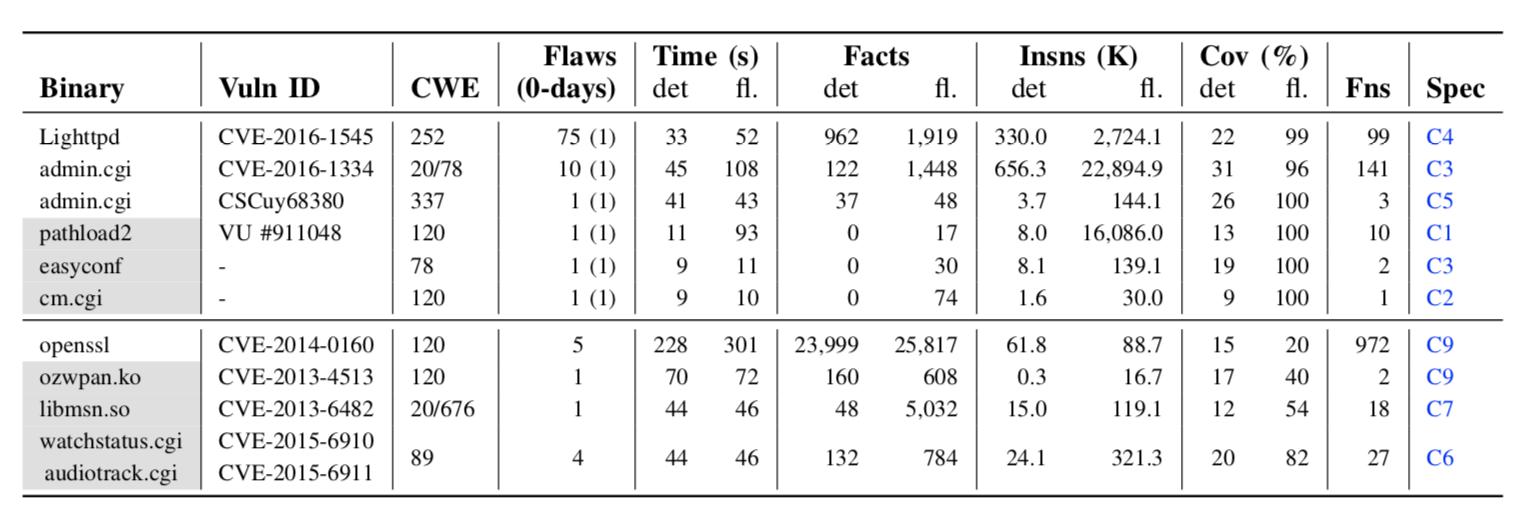 Flaws Time (s) Facts Insns (K) Cov (%)
Binary Vuln ID CWE (0-days) det fl. det fl. det fl. det fl. Fns Spec
Lighttpd CVE-2016-1545 252 75 (1) 33 52 962 1,919 330.0 2,724.1 22 99 99 C4
admin.cgi CVE-2016-1334 20/78 10 (1) 45 108 122 1,448 656.3 22,894.9 31 96 141 C3
admin.cgi CSCuy68380 337 1 (1) 41 43 37 48 3.7 144.1 26 100 3 C5
pathload2 VU #911048 120 1 (1) 11 93 0 17 8.0 16,086.0 13 100 10 C1
easyconf - 78 1 (1) 9 11 0 30 8.1 139.1 19 100 2 C3
cm.cgi - 120 1 (1) 9 10 0 74 1.6 30.0 9 100 1 C2
openssl CVE-2014-0160 120 5 228 301 23,999 25,817 61.8 88.7 15 20 972 C9
ozwpan.ko CVE-2013-4513 120 1 70 72 160 608 0.3 16.7 17 40 2 C9
libmsn.so CVE-2013-6482 20/676 1 44 46 48 5,032 15.0 119.1 12 54 18 C7
watchstatus.cgi CVE-2015-6910
89 4 44 46 132 784 24.1 321.3 20 82 27 C6
audiotrack.cgi CVE-2015-6911